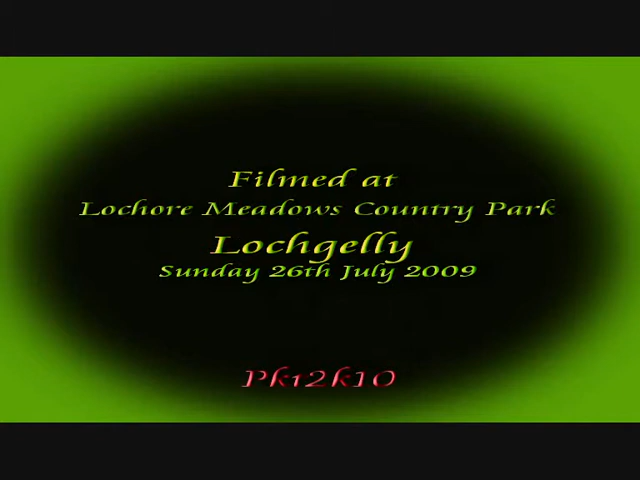 Filmed at
Lochore Meadows Country Park
Lochgelly
Sunday 26th July 2009
Pk12k10